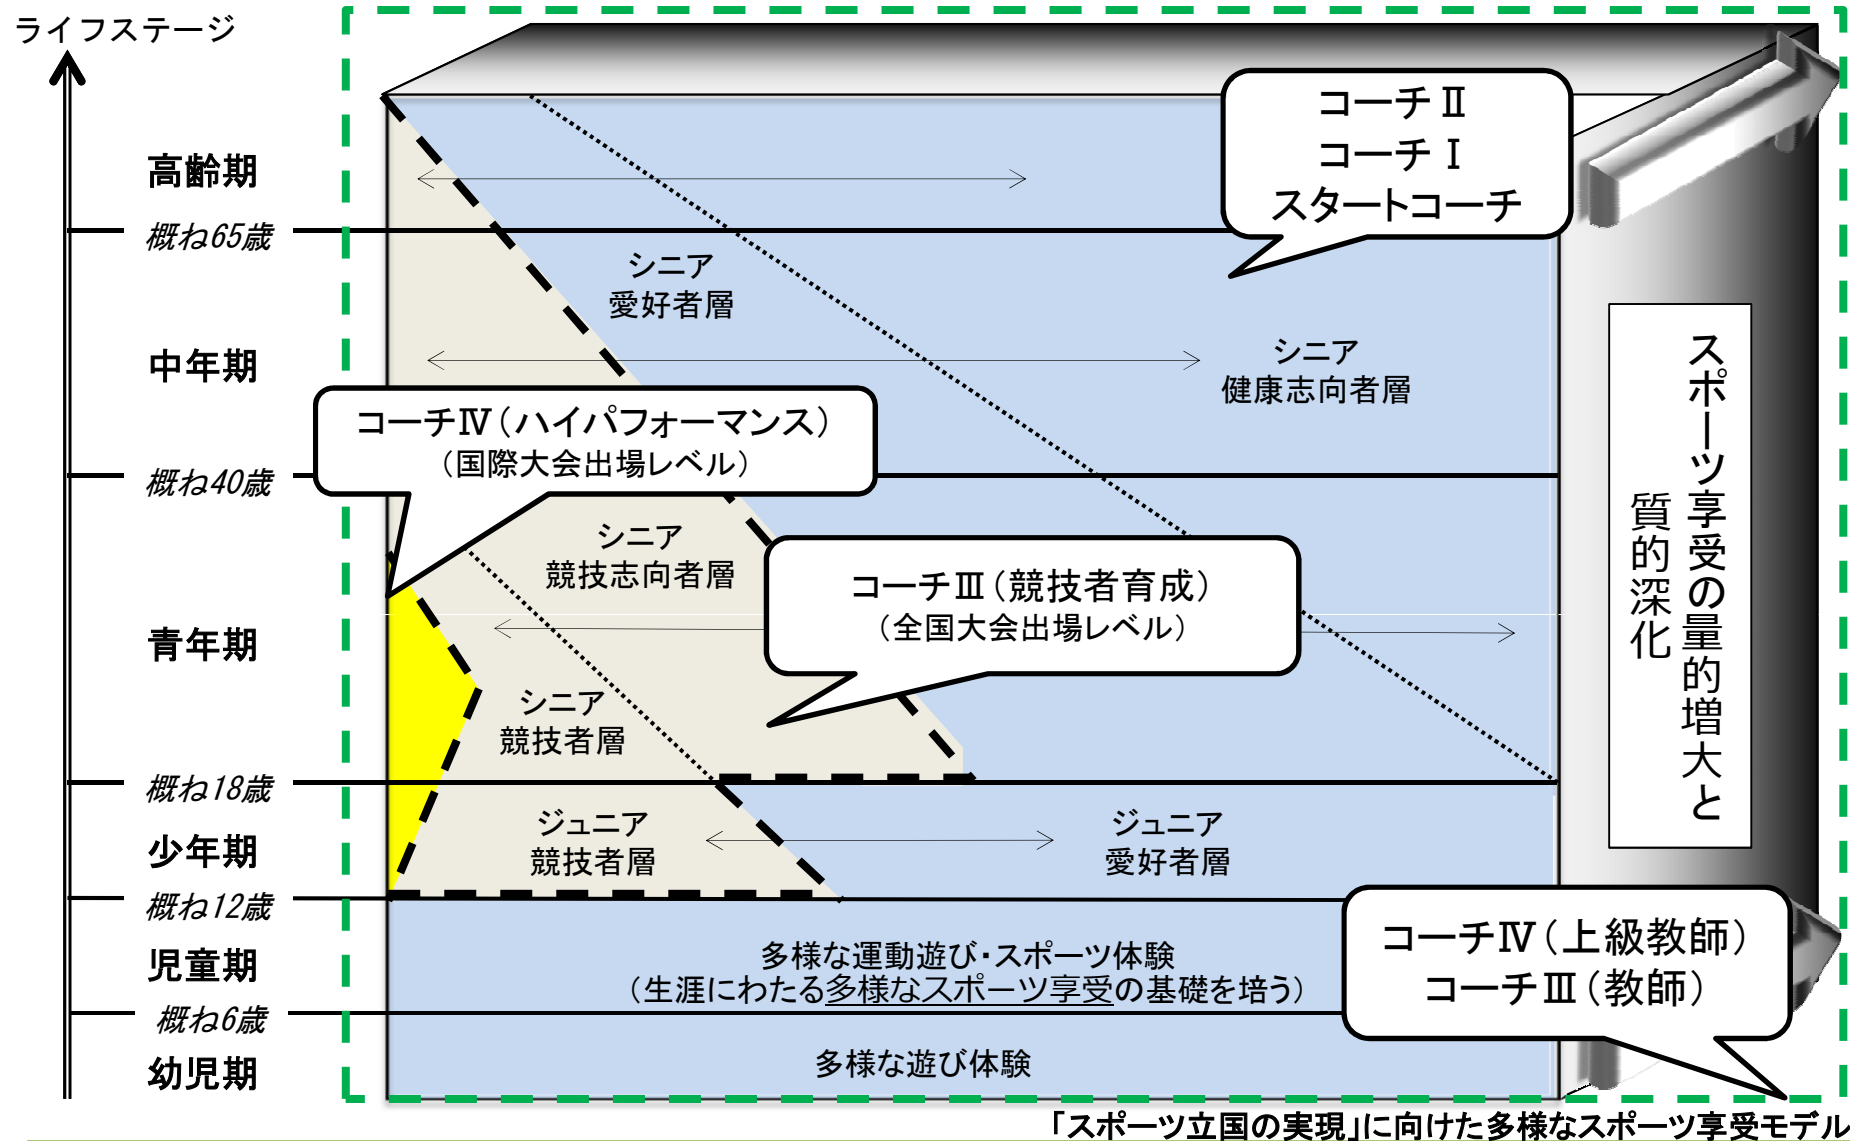 ライフステージ
コーチⅡ
コーチⅠ
スタートコーチ
高齢期
概ね65歳
シニア
愛好者層
中年期
シニア
健康志向者層
コーチⅣ（ハイパフォーマンス）
（国際大会出場レベル）
概ね40歳
シニア
競技志向者層
コーチⅢ（競技者育成）
（全国大会出場レベル）
青年期
シニア
競技者層
概ね18歳
ジュニア
競技者層
ジュニア
愛好者層
少年期
概ね12歳
児童期
多様な運動遊び・スポーツ体験
（生涯にわたる多様なスポーツ享受の基礎を培う）
概ね6歳
幼児期
多様な遊び体験
スポーツ享受の量的増大と
質的深化
コーチⅣ（上級教師）
コーチⅢ（教師）
「スポーツ立国の実現」に向けた多様なスポーツ享受モデル